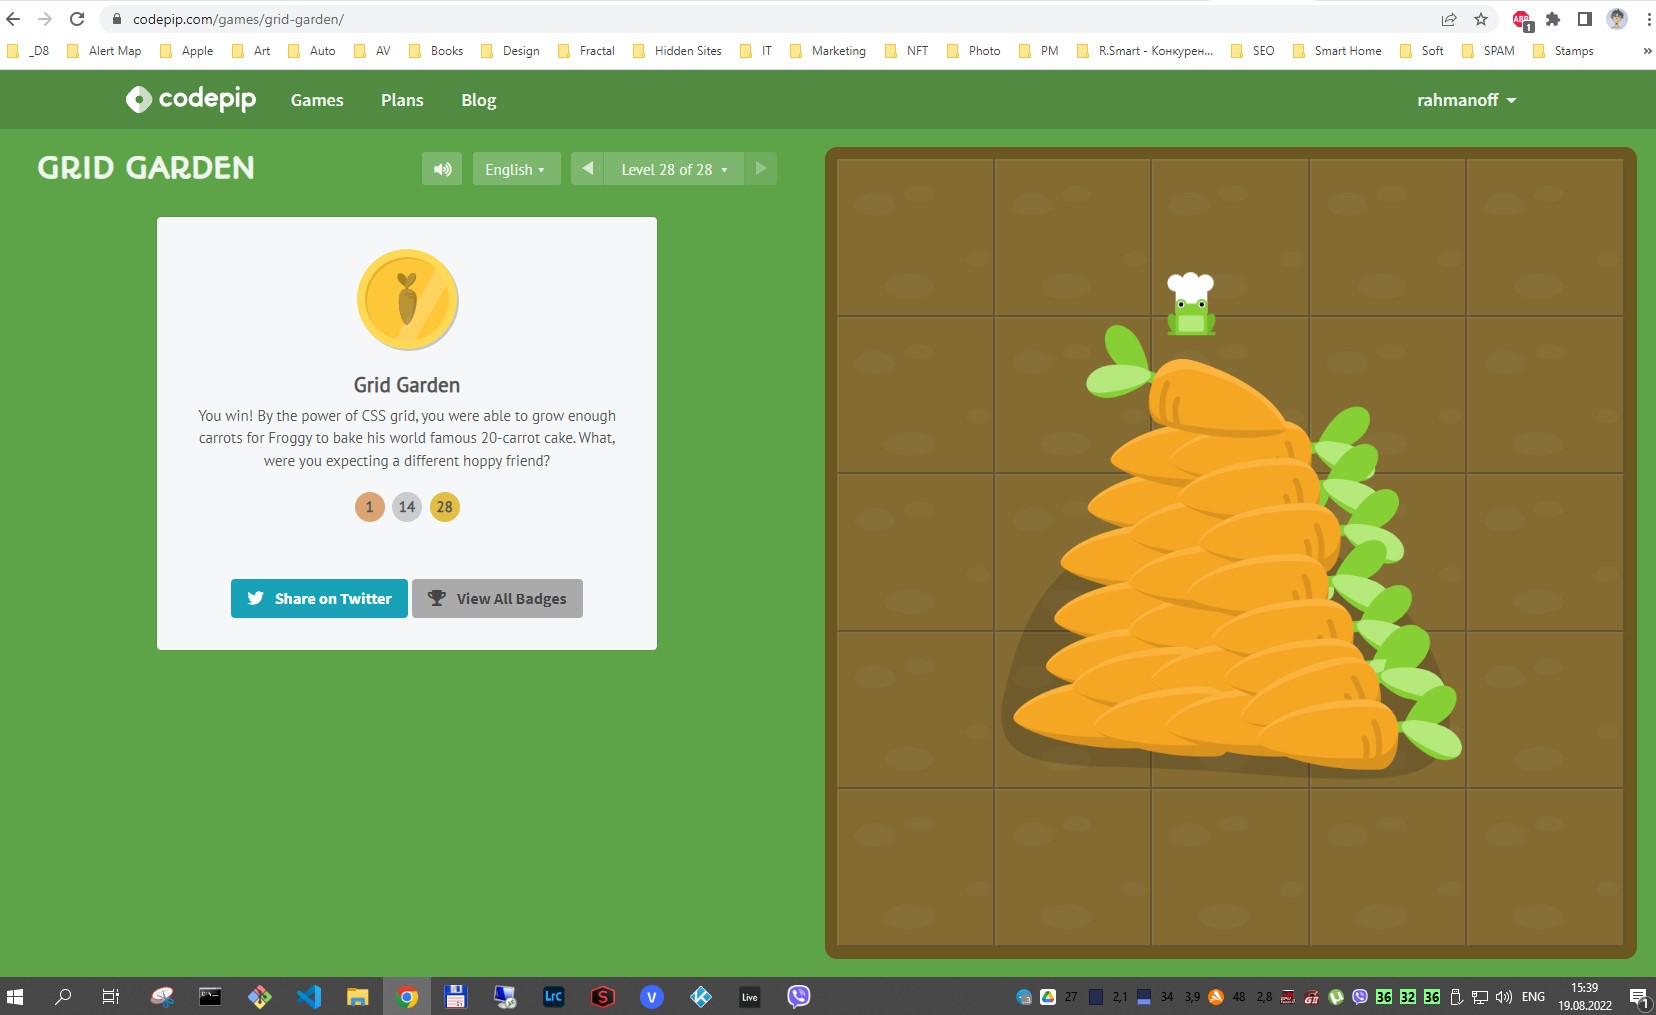 codepip.com/games/grid-garden/
ABP
1
_D8
Alert Map
Apple
Art
Auto
AV
Books
Design
Fractal
Hidden Sites
IT
Marketing
NFT
Photo
PM
R.Smart - Конкурен...
SEO
Smart Home
Soft
SPAM
Stamps
»
codepip
Games
Plans
Blog
rahmanoff
GRID GARDEN
English
Level 28 of 28
Grid Garden
You win! By the power of CSS grid, you were able to grow enough
carrots for Froggy to bake his world famous 20-carrot cake. What,
were you expecting a different hoppy friend?
1 14 28
Share on Twitter
View All Badges
LrC
S
V
Live
27
2,1
34
3,9
48
2,8
36
32
36
ENG
15:39
19.08.2022
1